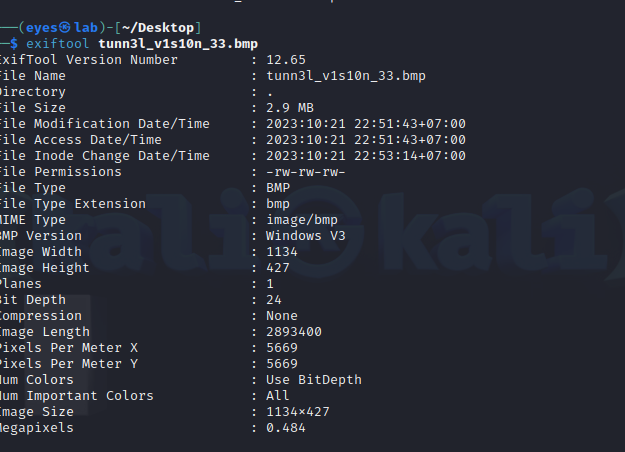 ──(eyes㉿lab)-[~/Desktop]
─$ exiftool tunn3l_v1s10n_33.bmp
ExifTool Version Number         : 12.65
File Name                       : tunn3l_v1s10n_33.bmp
Directory                       : .
File Size                       : 2.9 MB
File Modification Date/Time     : 2023:10:21 22:51:43+07:00
File Access Date/Time           : 2023:10:21 22:51:43+07:00
File Inode Change Date/Time     : 2023:10:21 22:53:14+07:00
File Permissions                : -rw-rw-rw-
File Type                       : BMP
File Type Extension             : bmp
MIME Type                       : image/bmp
BMP Version                     : Windows V3
Image Width                     : 1134
Image Height                    : 427
Planes                          : 1
Bit Depth                       : 24
Compression                     : None
Image Length                    : 2893400
Pixels Per Meter X              : 5669
Pixels Per Meter Y              : 5669
Num Colors                      : Use BitDepth
Num Important Colors            : All
Image Size                      : 1134×427
Megapixels                      : 0.484
kali
kali